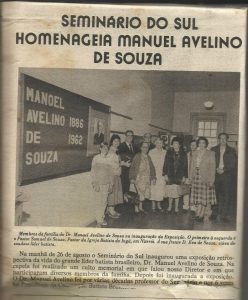 SEMINÁRIO DO SUL
HOMENAGEIA MANUEL AVELINO
DE SOUZA
MANOEL
AVELINO 1886
DE 1962
SOUZA
Membros da família do Dr. Manuel Avelino de Souza na inauguração da Exposição. O primeiro à esquerda é
o Pastor Samuel de Souza, Pastor da Igreja Batista do Ingá, em Niterói. A sua frente D. Eva de Souza, viúva do
saudoso líder batista.
Na manhã de 26 de agosto o Seminário do Sul inaugurou uma exposição retros-
pectiva da vida do grande líder batista brasileiro, Dr. Manuel Avelino de Souza. Na
capela foi realizado um culto memorial em que falou nosso Diretor e em que
participaram diversos membros da família. Depois foi inaugurada a exposição.
O Dr. Manuel Avelino foi por várias décadas professor do Seminário e por
Batista